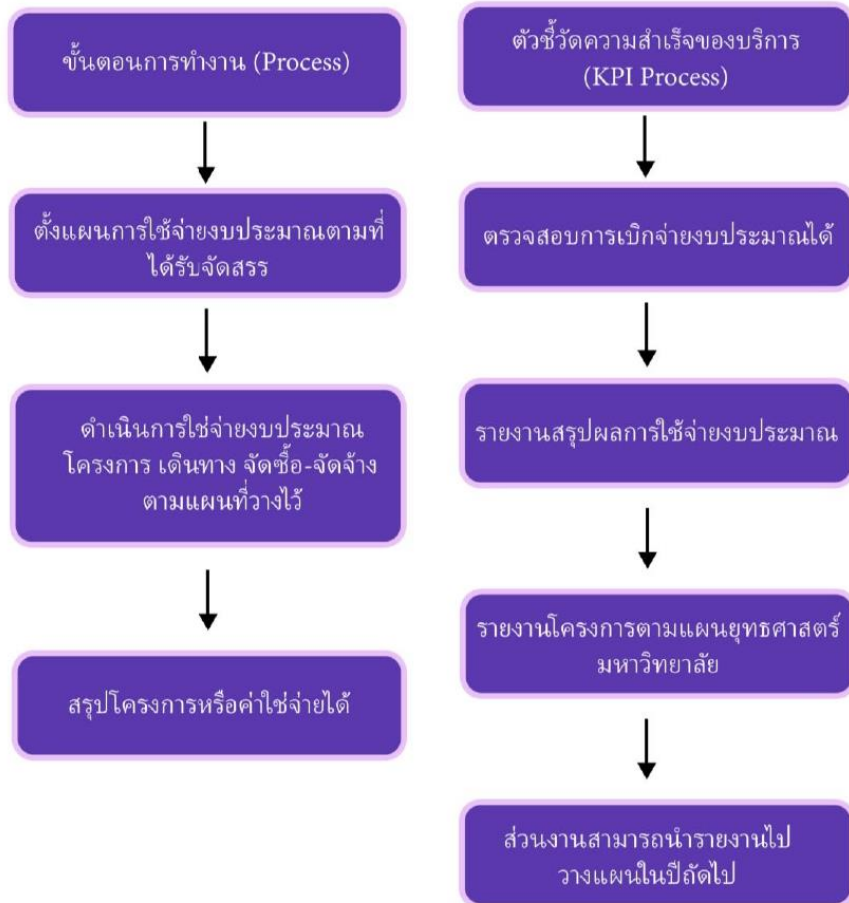 ขั้นตอนการทำงาน (Process)
ตั้งแผนการใช้จ่ายงบประมาณตามที่
ได้รับจัดสรร
ดำเนินการใช่จ่ายงบประมาณ
โครงการ เดินทาง จัดซื้อ-จัดจ้าง
ตามแผนที่วางไว้
สรุปโครงการหรือค่าใช่จ่ายได้
ตัวชี้วัดความสำเร็จของบริการ
(KPI Process)
ตรวจสอบการเบิกจ่ายงบประมาณได้
รายงานสรุปผลการใช้จ่ายงบประมาณ
รายงานโครงการตามแผนยุทธศาสตร์
มหาวิทยาลัย
ส่วนงานสามารถนำรายงานไป
วางแผนในปีถัดไป